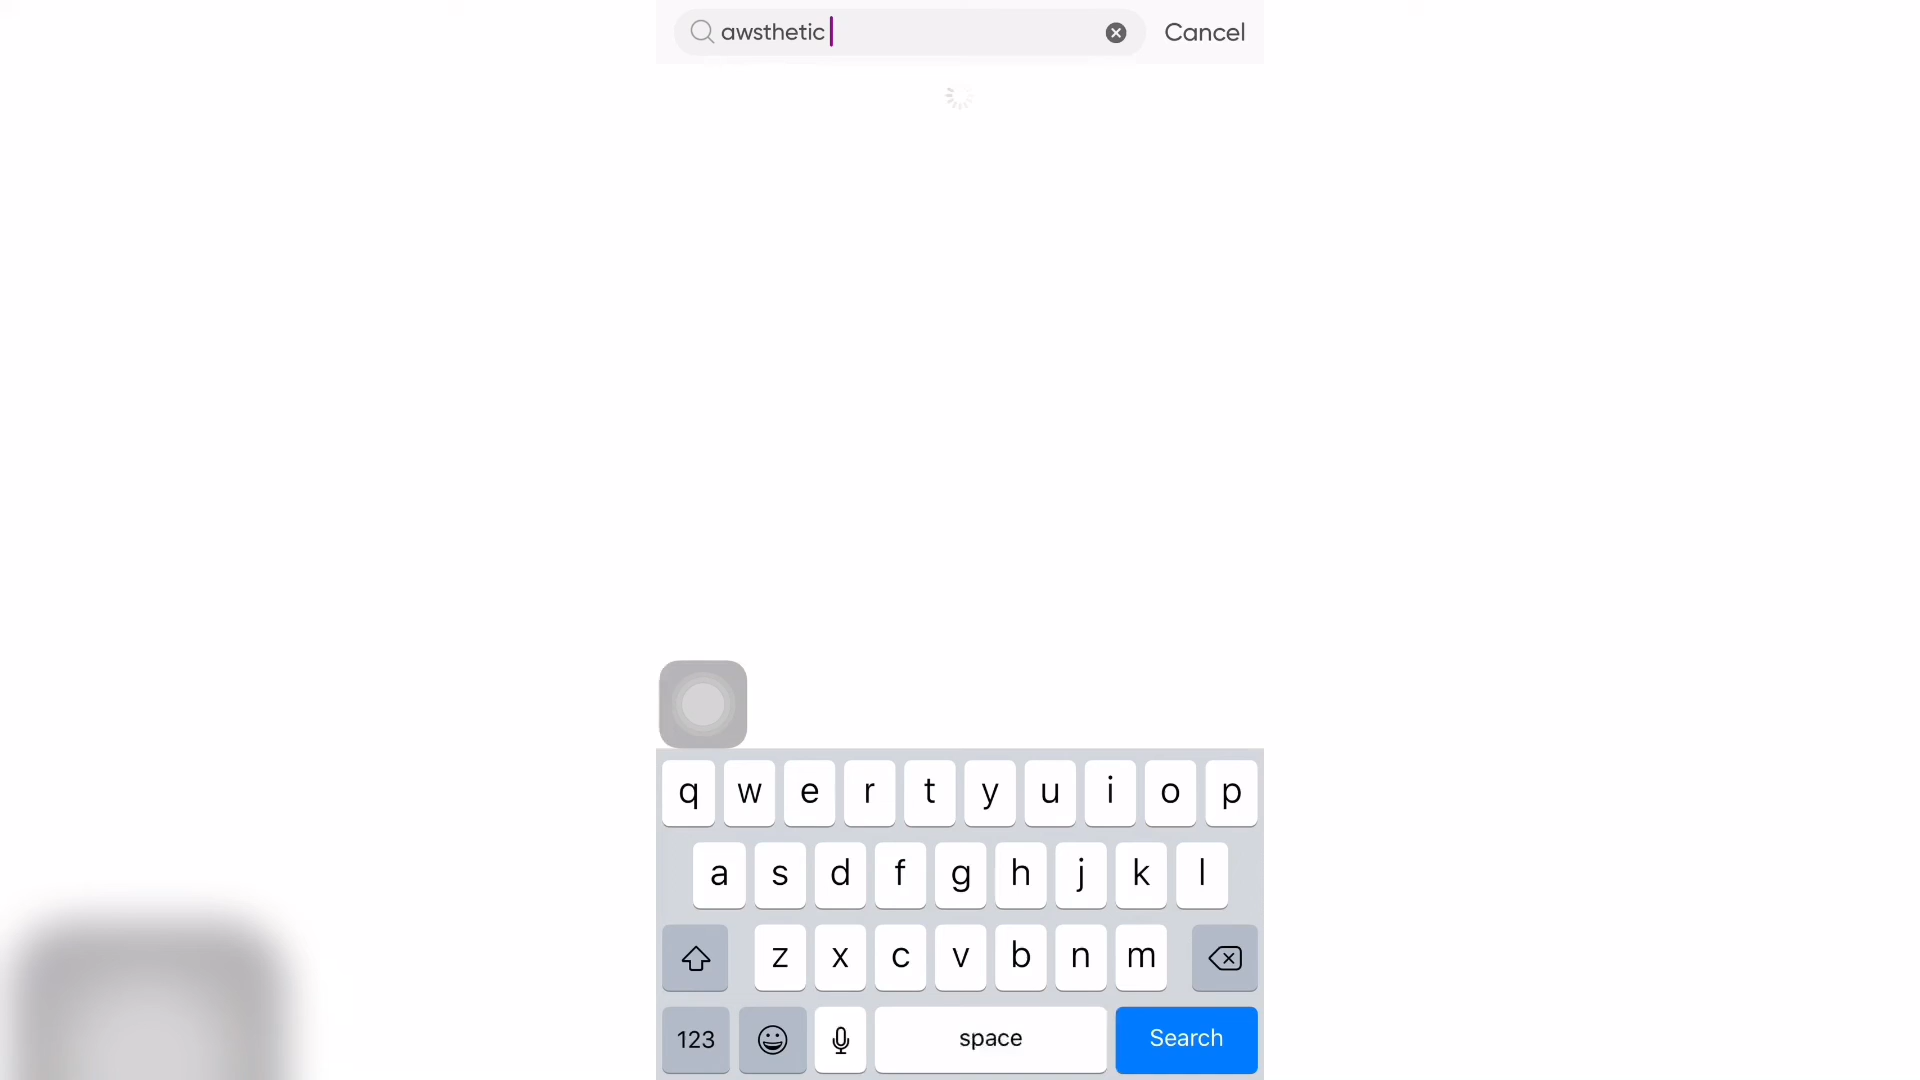 awsthetic
Cancel
q w e r t y u i o p
a s d f g h j k l
z x c v b n m
123 space Search